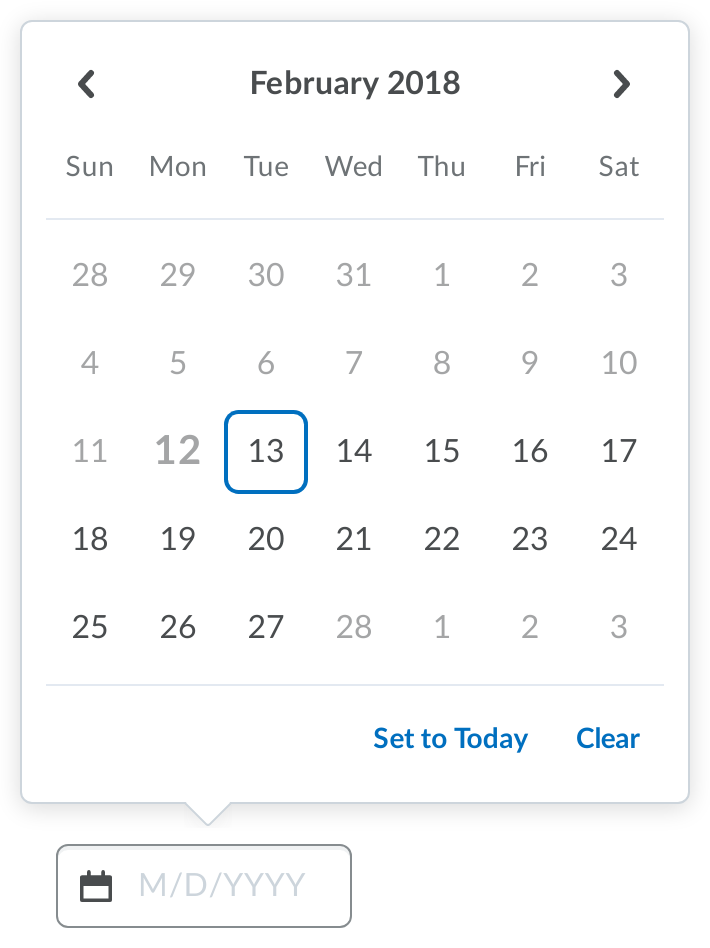 February 2018
Sun Mon Tue Wed Thu Fri Sat
28 29 30 31 1 2 3
4 5 6 7 8 9 10
11 12 13 14 15 16 17
18 19 20 21 22 23 24
25 26 27 28 1 2 3
Set to Today Clear
M/D/YYYY